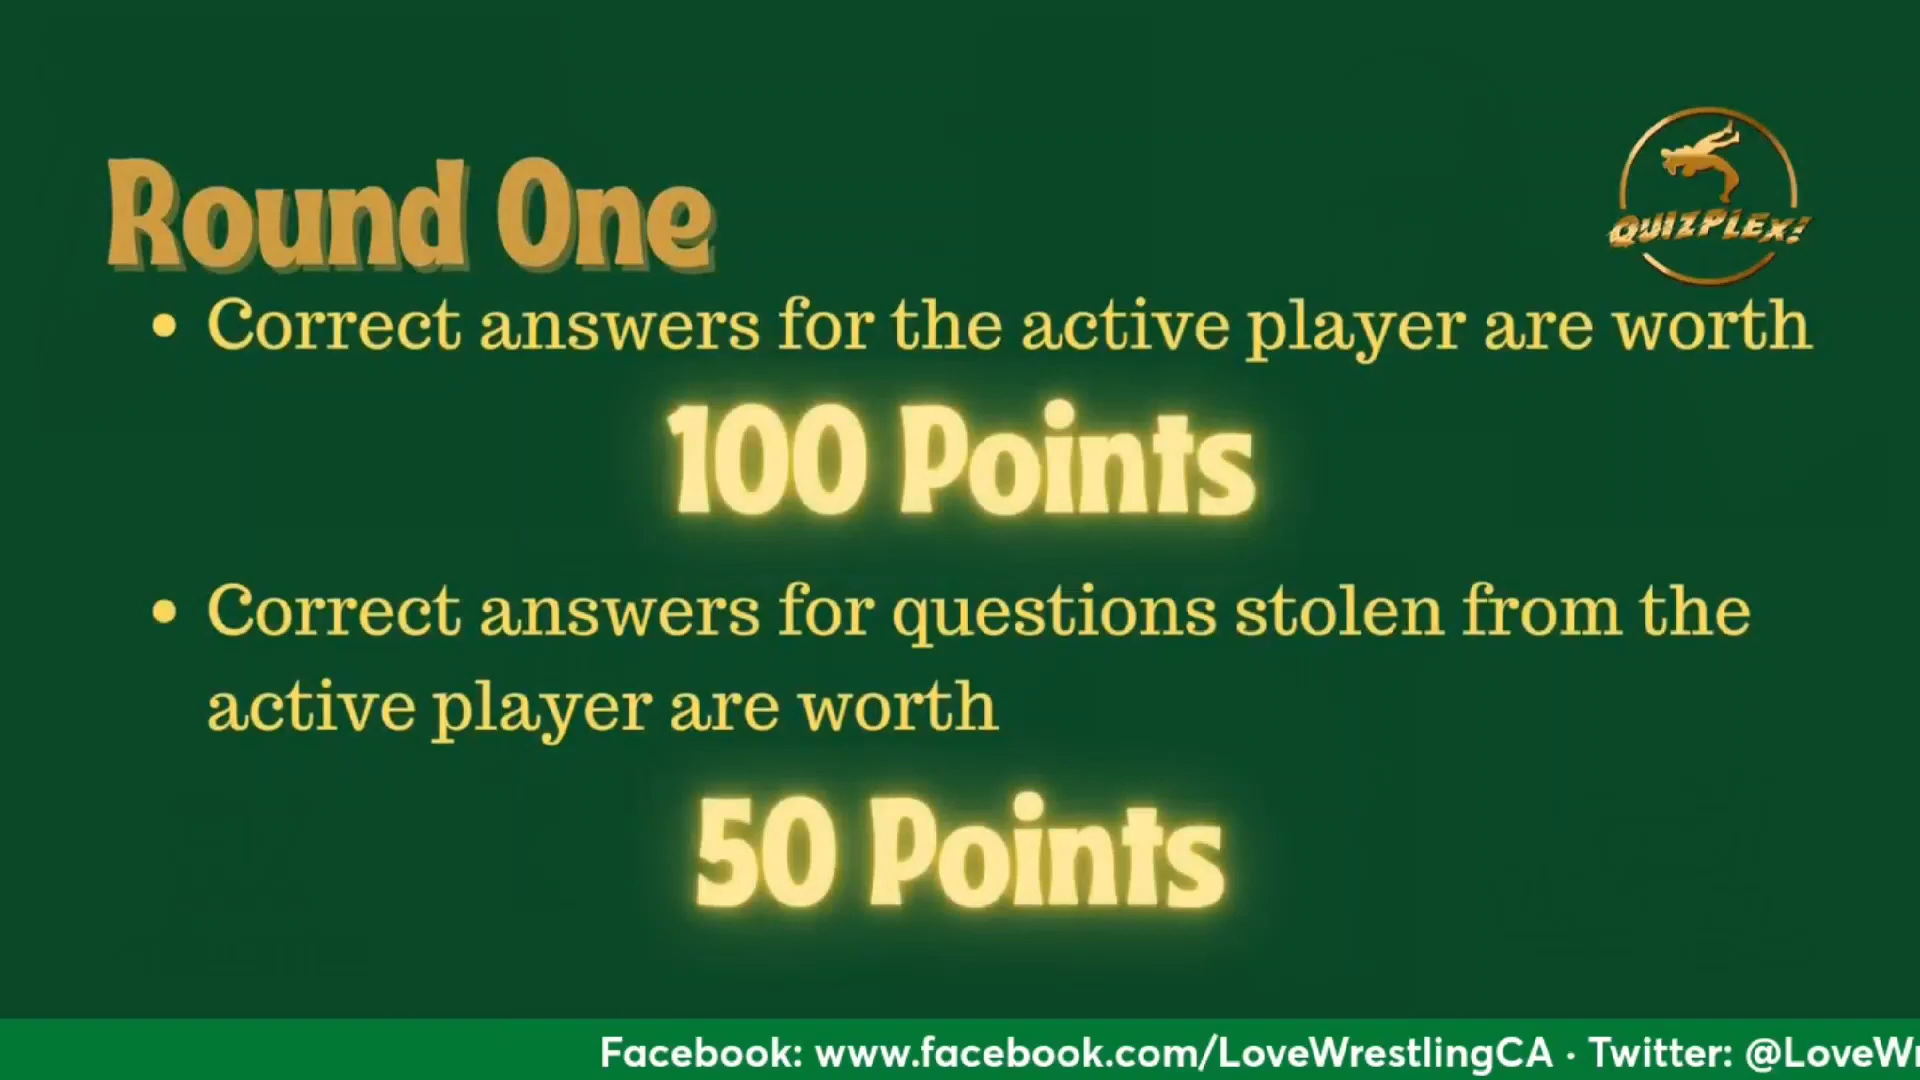 Round One
QUIZPLEX!
• Correct answers for the active player are worth
100 Points
• Correct answers for questions stolen from the
active player are worth
50 Points
Facebook: www.facebook.com/LoveWrestlingCA · Twitter: @LoveWr